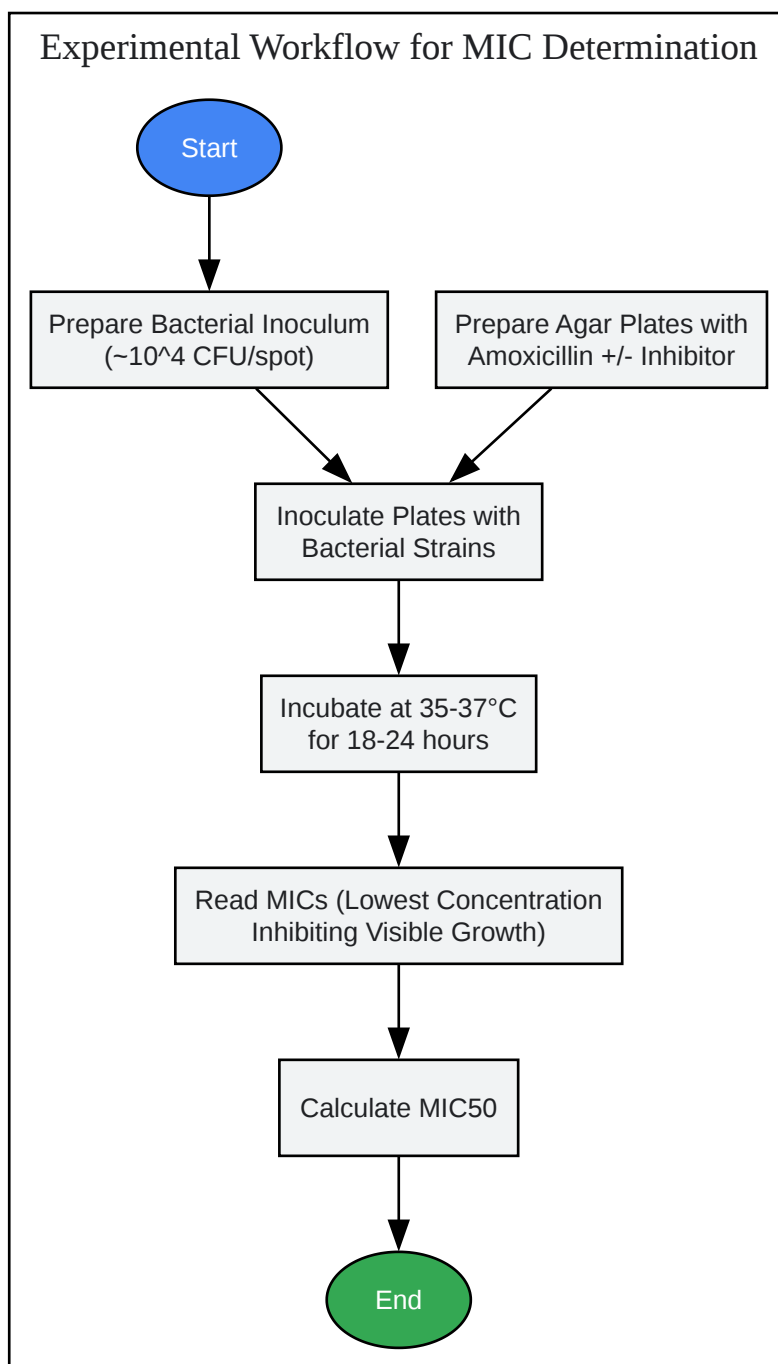 Experimental Workflow for MIC Determination
Start
Prepare Bacterial Inoculum
(~10^4 CFU/spot)
Prepare Agar Plates with
Amoxicillin +/- Inhibitor
Inoculate Plates with
Bacterial Strains
Incubate at 35-37°C
for 18-24 hours
Read MICs (Lowest Concentration
Inhibiting Visible Growth)
Calculate MIC50
End